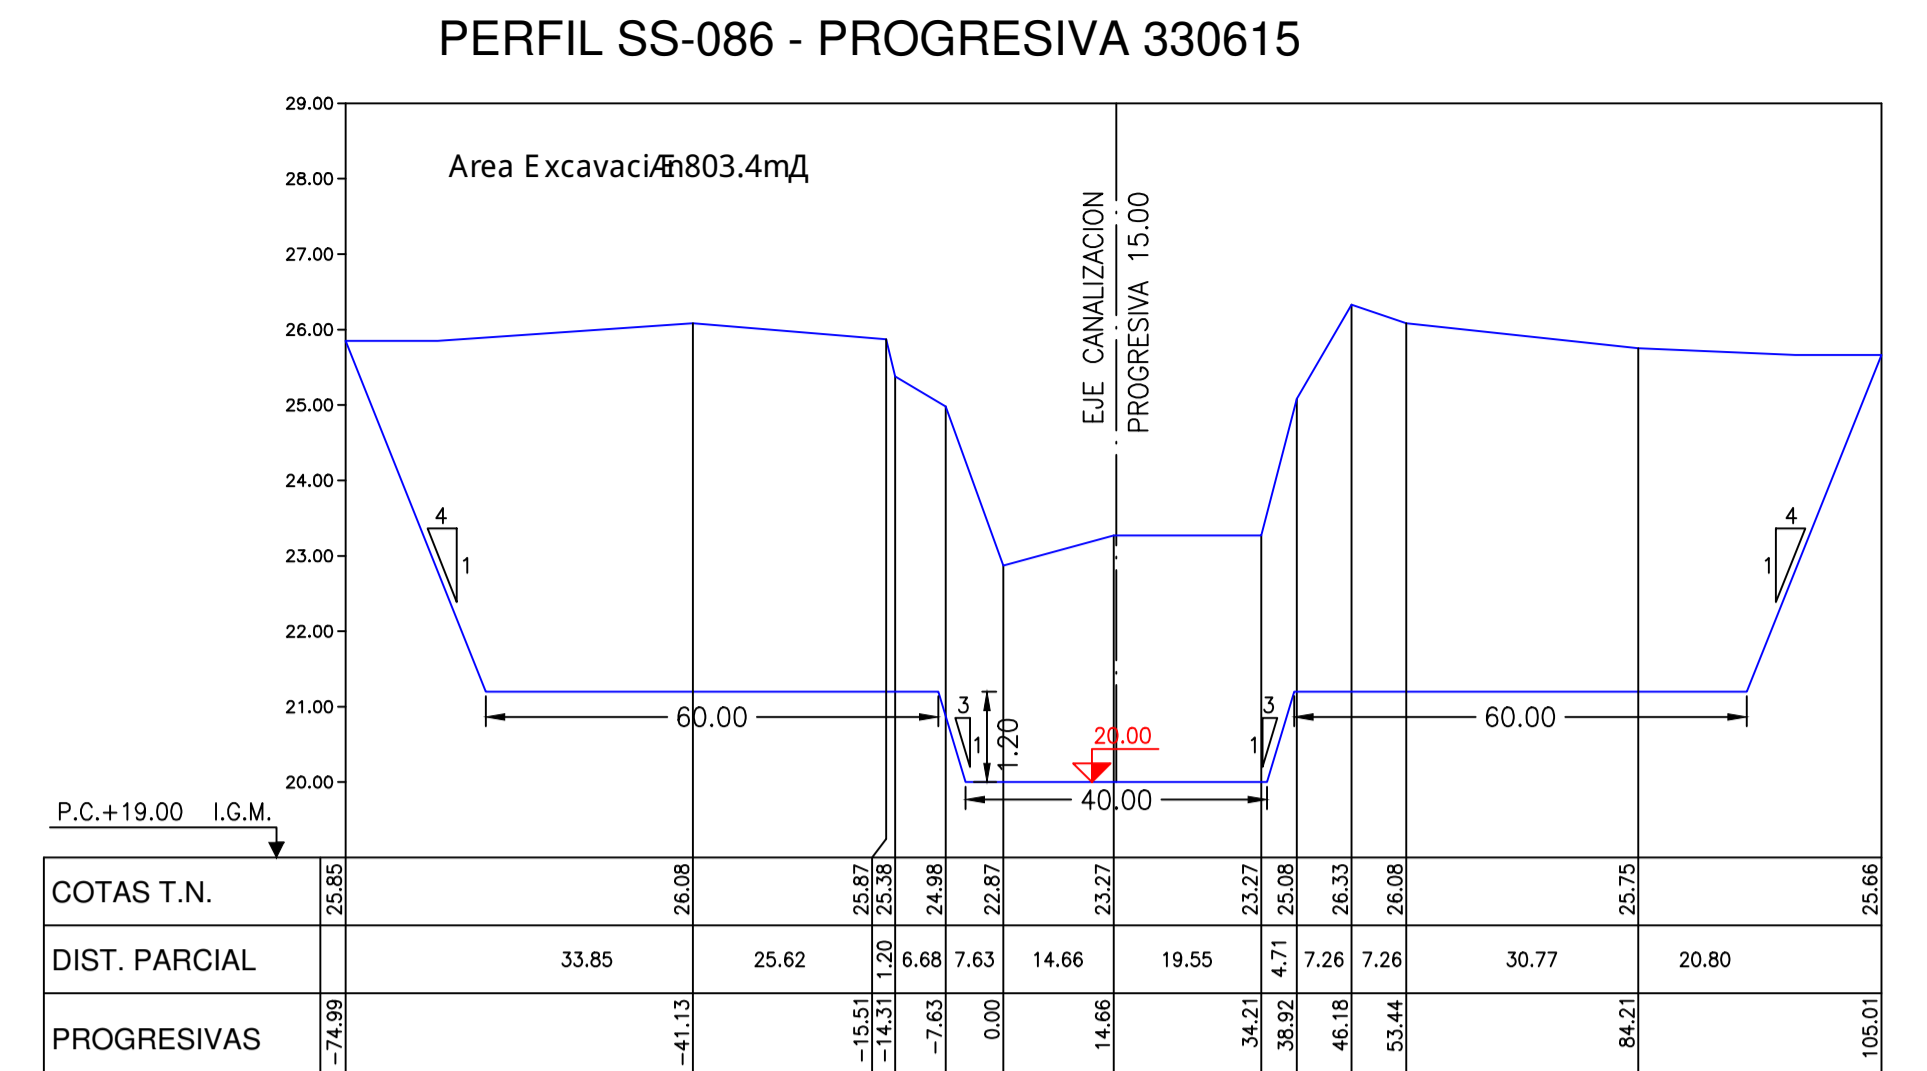 PERFIL SS-086 - PROGRESIVA 330615
29.00
28.00
27.00
26.00
25.00
24.00
23.00
22.00
21.00
20.00
803.4mД
Area
EJE CANALIZACION
PROGRESIVA 15.00
4
1
4
1
3
1
1.20
3
1
20.00
60.00
60.00
40.00
P.C.+19.00 I.G.M.
COTAS T.N. 25.85 26.08 25.87 25.38 24.98 22.87 23.27 23.27 25.08 26.33 26.08 25.75 25.66
DIST. PARCIAL 33.85 25.62 1.20 6.68 7.63 14.66 19.55 4.71 7.26 7.26 30.77 20.80
PROGRESIVAS -74.99 -41.13 -15.51 -14.31 -7.63 0.00 14.66 34.21 38.92 46.18 53.44 84.21 105.01